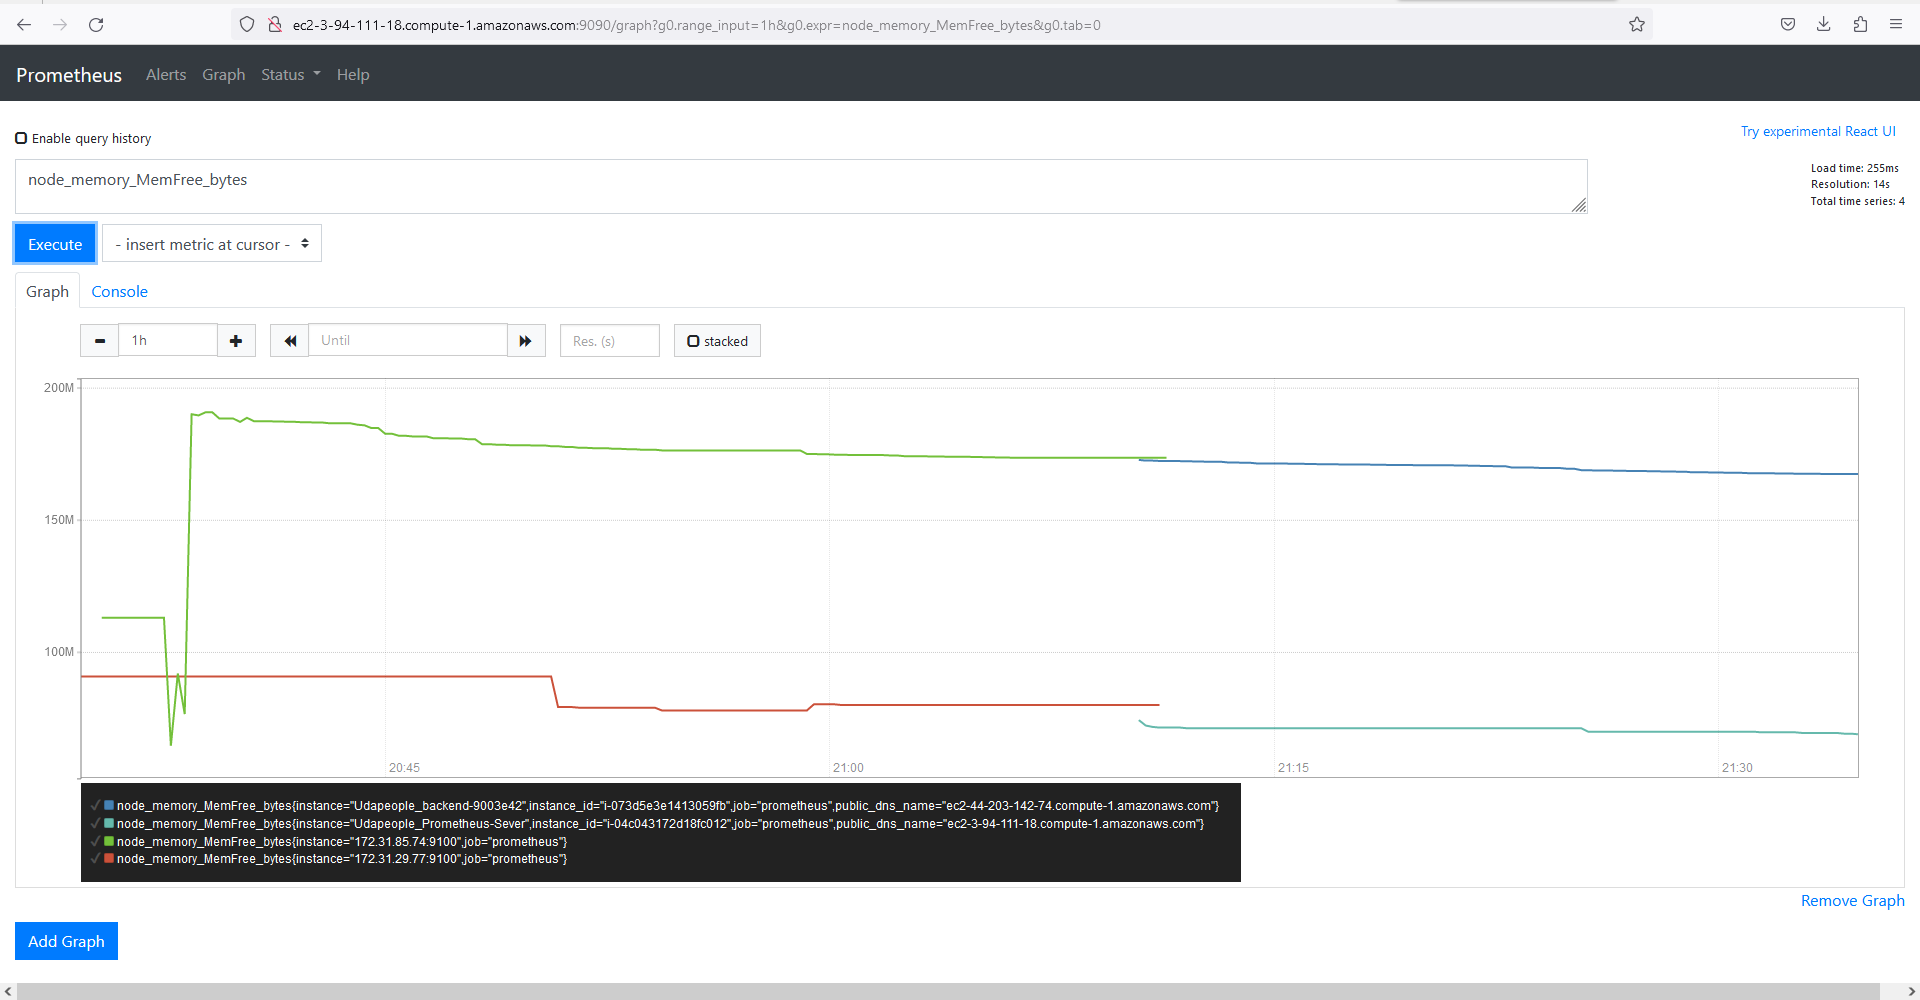 ec2-3-94-111-18.compute-1.amazonaws.com:9090/graph?g0.range_input=1h&g0.expr=node_memory_MemFree_bytes&g0.tab=0
Prometheus Alerts Graph Status Help
Enable query history
Try experimental React UI
node_memory_MemFree_bytes
Load time: 255ms
Resolution: 14s
Total time series: 4
Execute - insert metric at cursor -
Graph Console
1h Until Res. (s) stacked
200M
150M
100M
20:45 21:00 21:15 21:30
node_memory_MemFree_bytes{instance="Udapeople_backend-9003e42",instance_id="i-073d5e3e1413059fb",job="prometheus",public_dns_name="ec2-44-203-142-74.compute-1.amazonaws.com"}
node_memory_MemFree_bytes{instance="Udapeople_Prometheus-Sever",instance_id="i-04c043172d18fc012",job="prometheus",public_dns_name="ec2-3-94-111-18.compute-1.amazonaws.com"}
node_memory_MemFree_bytes{instance="172.31.85.74:9100",job="prometheus"}
node_memory_MemFree_bytes{instance="172.31.29.77:9100",job="prometheus"}
Remove Graph
Add Graph